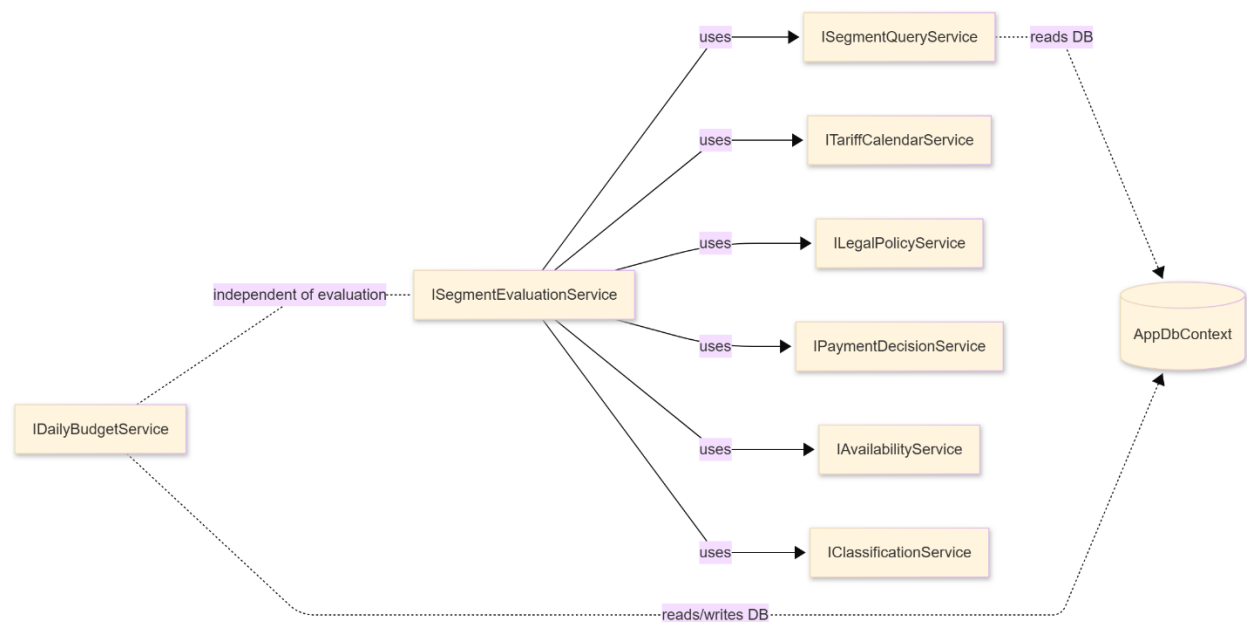 uses
ISegmentQueryService
reads DB
uses
ITariffCalendarService
uses
ILegalPolicyService
independent of evaluation
ISegmentEvaluationService
AppDbContext
uses
IPaymentDecisionService
IDailyBudgetService
uses
IAvailabilityService
uses
IClassificationService
reads/writes DB